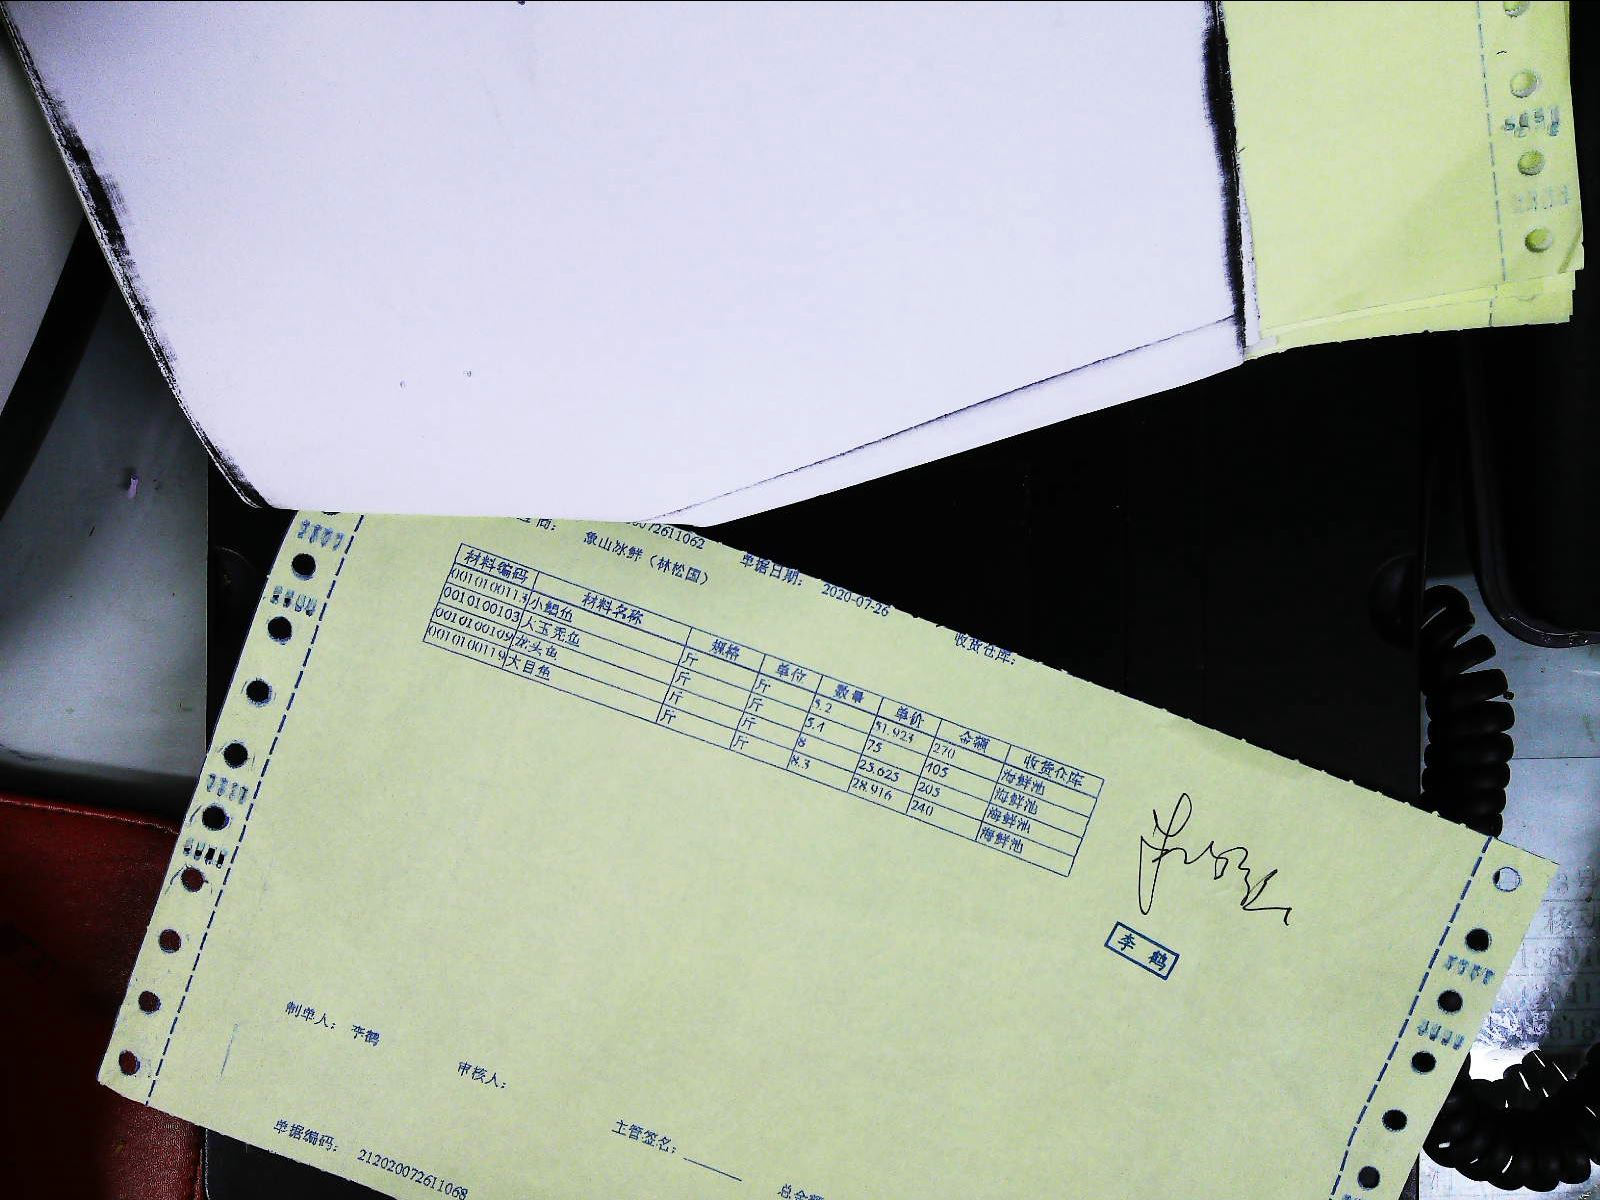 商：
象山冰鲜（林松国）
072611062
单据日期： 2020-07-26
收货仓库：
材料编码 材料名称 规格 单位 数量 单价 金额 收货仓库
0010100113 小鲳鱼 斤 斤 5.2 51.923 270 海鲜池
0010100103 大玉秃鱼 斤 斤 5.4 75 405 海鲜池
0010100109 龙头鱼 斤 斤 8 25.625 205 海鲜池
0010100119 大目鱼 斤 斤 8.3 28.916 240 海鲜池
李 鹤
制单人： 李鹤
审核人：
主管签名：
单据编码： 212020072611068
总金额